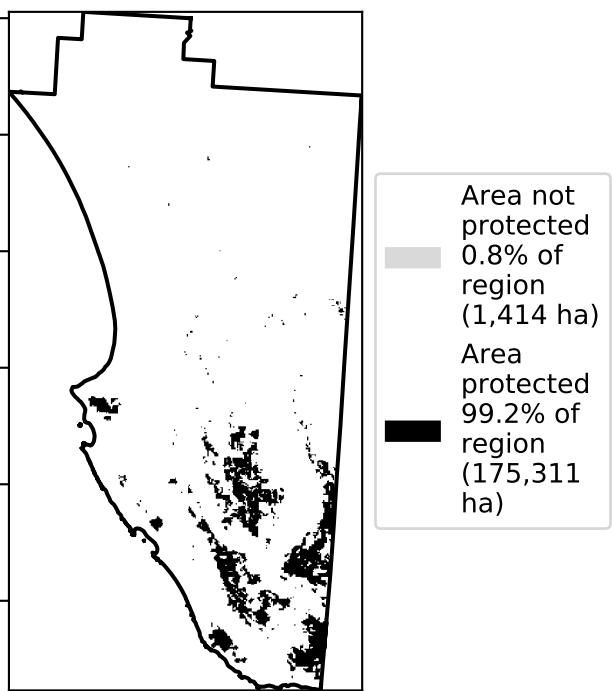 Area not
protected
0.8% of
region
(1,414 ha)
Area
protected
99.2% of
region
(175,311
ha)